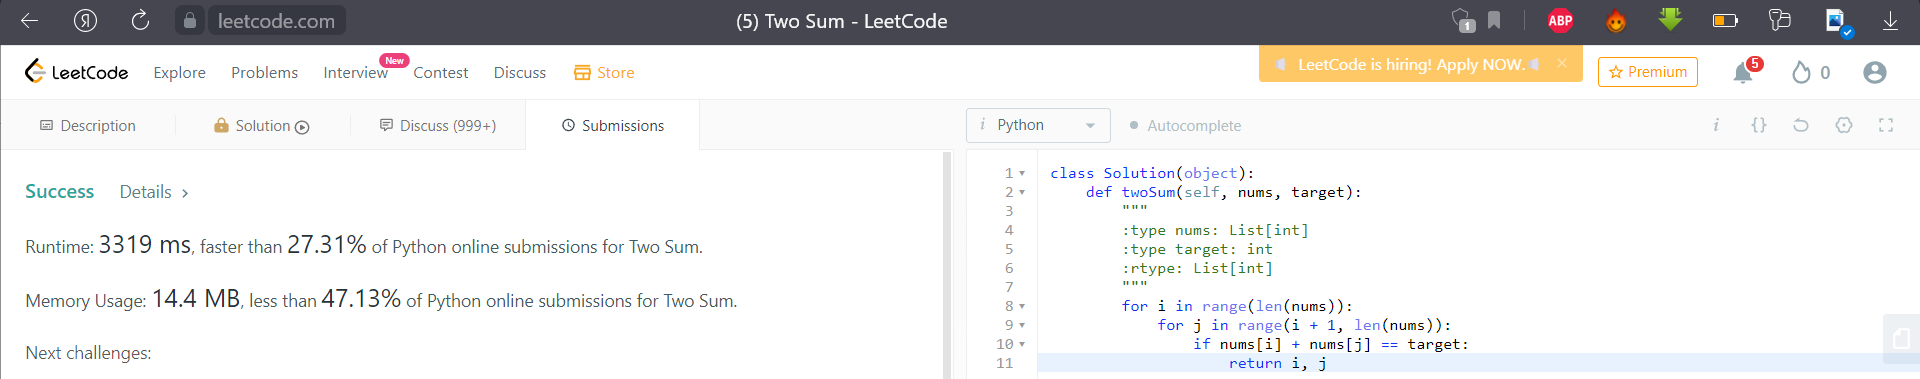 leetcode.com
(5) Two Sum - LeetCode
1
ABP
LeetCode
Explore
Problems
Interview
New
Contest
Discuss
Store
LeetCode is hiring! Apply NOW.
Premium
5
0
Description
Solution
Discuss (999+)
Submissions
i Python
Autocomplete
i {}
Success Details >
Runtime: 3319 ms, faster than 27.31% of Python online submissions for Two Sum.
Memory Usage: 14.4 MB, less than 47.13% of Python online submissions for Two Sum.
Next challenges:
1 class Solution(object):
2 def twoSum(self, nums, target):
3 """
4 :type nums: List[int]
5 :type target: int
6 :rtype: List[int]
7 """
8 for i in range(len(nums)):
9 for j in range(i + 1, len(nums)):
10 if nums[i] + nums[j] == target:
11 return i, j